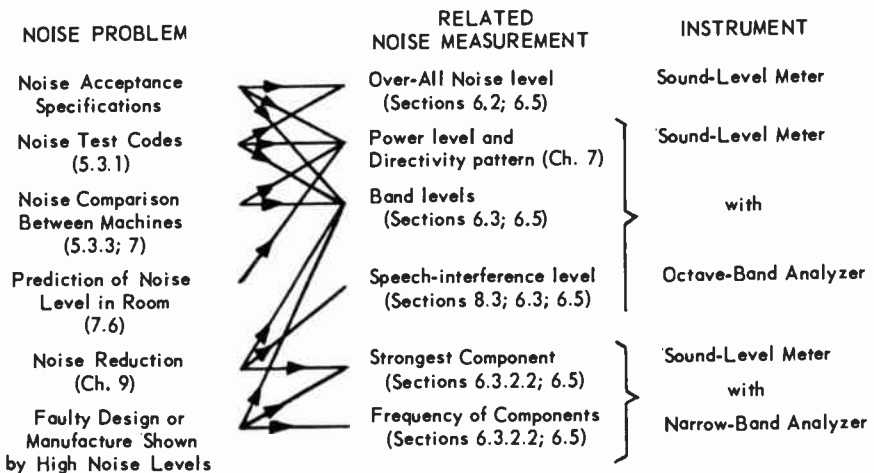 NOISE PROBLEM
RELATED
NOISE MEASUREMENT
INSTRUMENT
Noise Acceptance
Specifications
Over-All Noise level
(Sections 6.2; 6.5)
Sound-Level Meter
Noise Test Codes
(5.3.1)
Power level and
Directivity pattern (Ch. 7)
Sound-Level Meter
Noise Comparison
Between Machines
(5.3.3; 7)
Band levels
(Sections 6.3; 6.5)
with
Prediction of Noise
Level in Room
(7.6)
Speech-interference level
(Sections 8.3; 6.3; 6.5)
Octave-Band Analyzer
Noise Reduction
(Ch. 9)
Strongest Component
(Sections 6.3.2.2; 6.5)
Sound-Level Meter
with
Faulty Design or
Manufacture Shown
by High Noise Levels
Frequency of Components
(Sections 6.3.2.2; 6.5)
Narrow-Band Analyzer